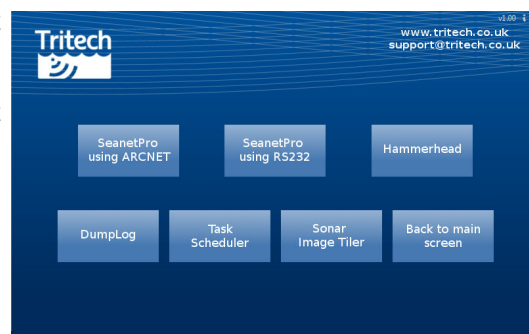 v1.00 i
Tritech
www.tritech.co.uk
support@tritech.co.uk
SeanetPro
using ARCNET
SeanetPro
using RS232
Hammerhead
DumpLog
Task
Scheduler
Sonar
Image Tiler
Back to main
screen